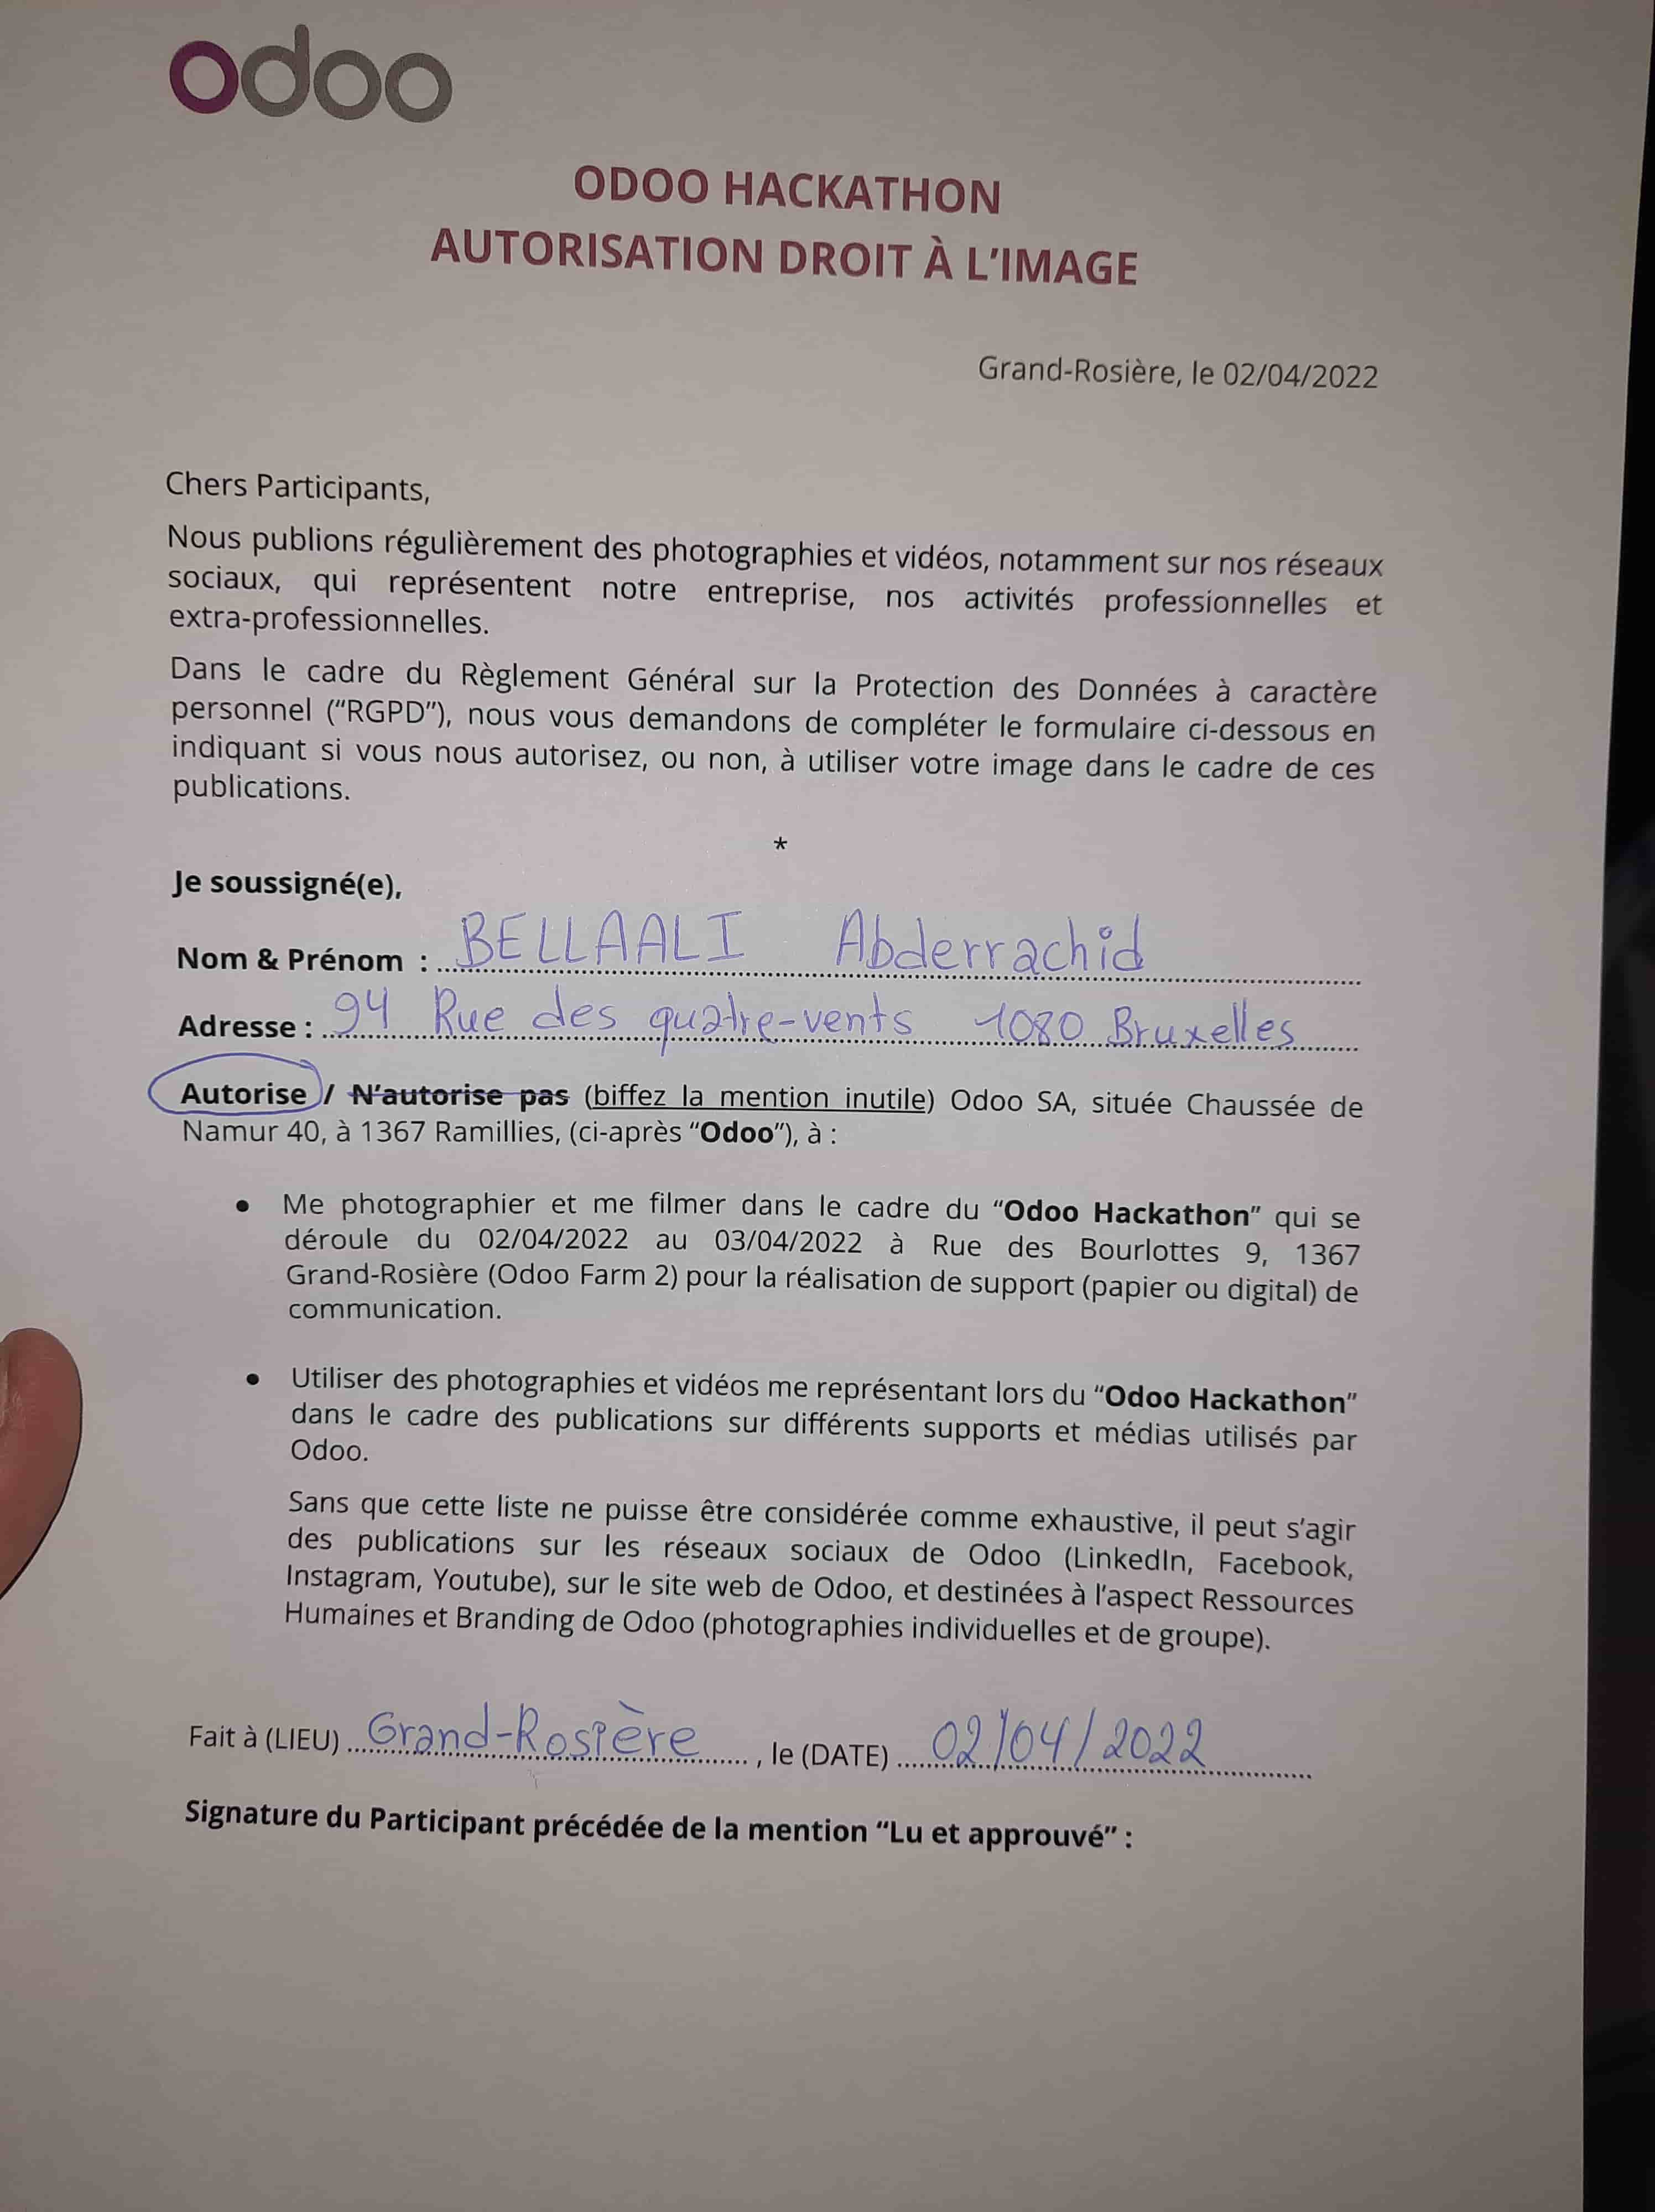 odoo
ODOO HACKATHON
AUTORISATION DROIT À L'IMAGE
Grand-Rosière, le 02/04/2022
Chers Participants,
Nous publions régulièrement des photographies et vidéos, notamment sur nos réseaux
sociaux, qui représentent notre entreprise, nos activités professionnelles et
extra-professionnelles.
Dans le cadre du Règlement Général sur la Protection des Données à caractère
personnel (“RGPD”), nous vous demandons de compléter le formulaire ci-dessous en
indiquant si vous nous autorisez, ou non, à utiliser votre image dans le cadre de ces
publications.
*
Je soussigné(e),
Nom & Prénom : BELLAALI Abderrachid
Adresse : 94 Rue des quatre-vents 1080 Bruxelles
Autorise / N'autorise pas (biffez la mention inutile) Odoo SA, située Chaussée de
Namur 40, à 1367 Ramillies, (ci-après “Odoo”), à :
• Me photographier et me filmer dans le cadre du “Odoo Hackathon” qui se
déroule du 02/04/2022 au 03/04/2022 à Rue des Bourlottes 9, 1367
Grand-Rosière (Odoo Farm 2) pour la réalisation de support (papier ou digital) de
communication.
• Utiliser des photographies et vidéos me représentant lors du “Odoo Hackathon”
dans le cadre des publications sur différents supports et médias utilisés par
Odoo.
Sans que cette liste ne puisse être considérée comme exhaustive, il peut s'agir
des publications sur les réseaux sociaux de Odoo (LinkedIn, Facebook,
Instagram, Youtube), sur le site web de Odoo, et destinées à l'aspect Ressources
Humaines et Branding de Odoo (photographies individuelles et de groupe).
Fait à (LIEU) Grand-Rosière , le (DATE) 02/04/2022
Signature du Participant précédée de la mention “Lu et approuvé” :